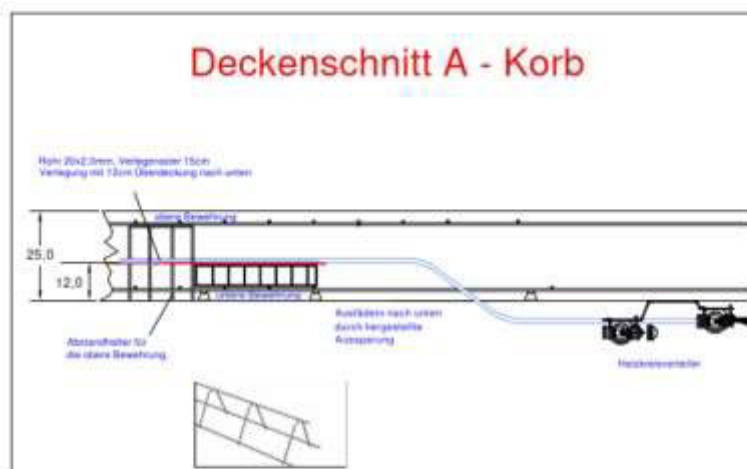 Deckenschnitt A - Korb
Rohr 20x2,0mm, Verlegeraster 15cm
Verlegung mit 12cm Überdeckung nach unten
obere Bewehrung
25,0
12,0
untere Bewehrung
Abstandhalter für
die obere Bewehrung
Ausfädeln nach unten
durch hergestellte
Aussparung
Heizkreisverteiler